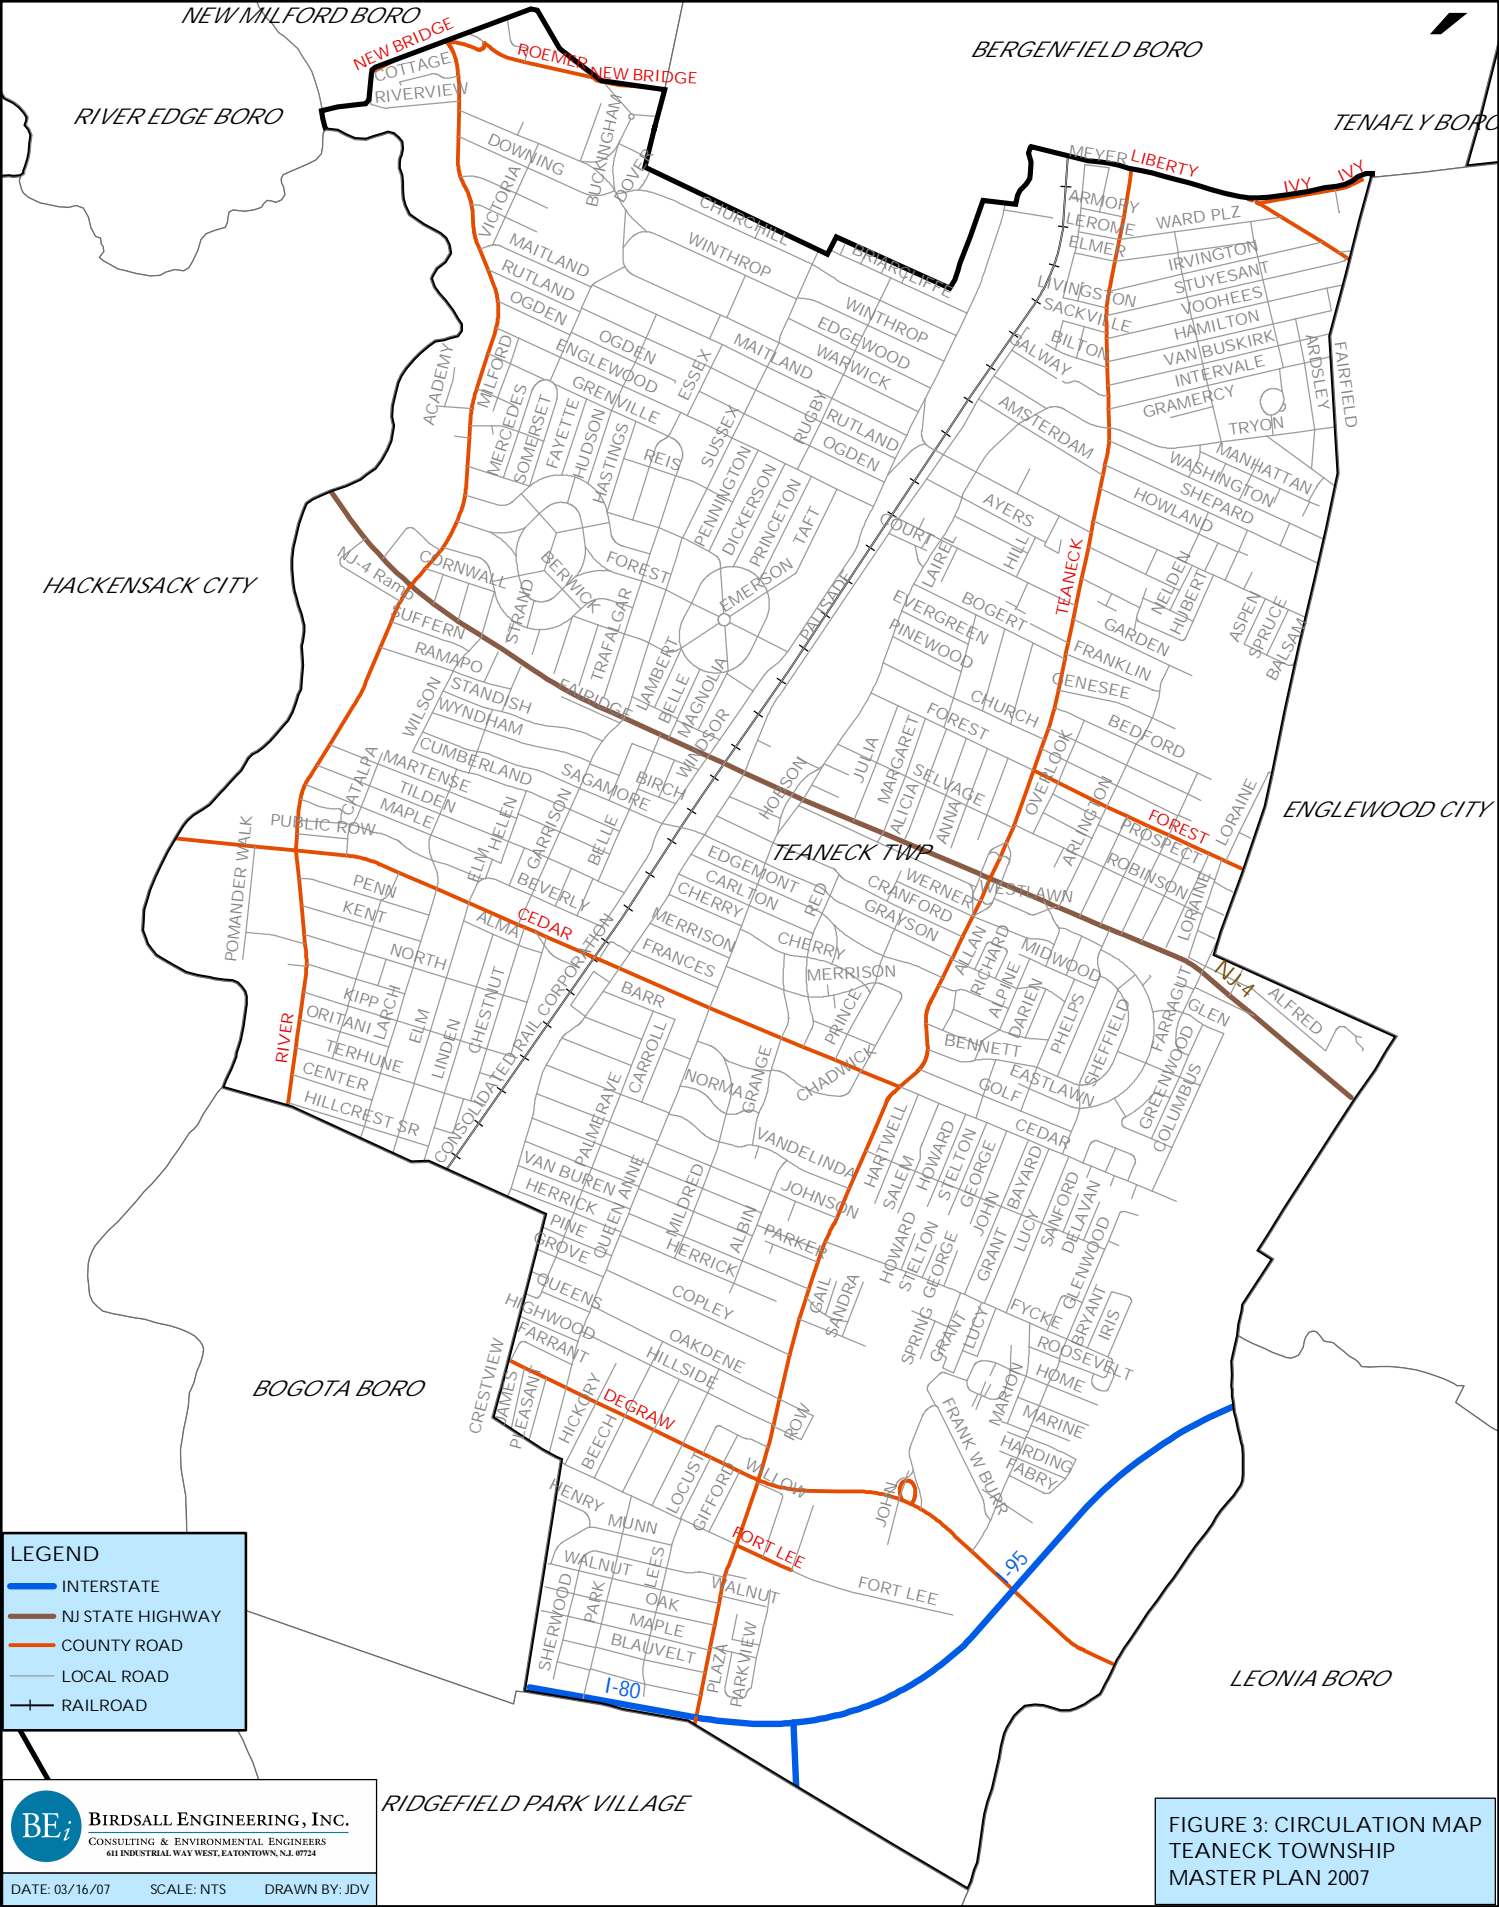 NEW MILFORD BORO
BERGENFIELD BORO
RIVER EDGE BORO
TENAFLY BORO
NEW BRIDGE
ROEMER
NEW BRIDGE
COTTAGE
RIVERVIEW
BUCKINGHAM
DOVER
DOWNING
VICTORIA
CHURCHILL
WINTHROP
BRIARCLIFFE
MEYER
LIBERTY
IVY
IVY
ARMORY
LEROME
ELMER
WARD PLZ
IRVINGTON
STUYESANT
VOOHEES
HAMILTON
VAN BUSKIRK
INTERVALE
GRAMERCY
TRYON
ARDSLEY
FAIRFIELD
LIVINGSTON
SACKVILLE
BILTON
GALWAY
MAITLAND
RUTLAND
OGDEN
OGDEN
ENGLEWOOD
GRENVILLE
ESSEX
MAITLAND
WINTHROP
EDGEWOOD
WARWICK
RUGBY
RUTLAND
OGDEN
ACADEMY
MILFORD
MERCEDES
SOMERSET
FAYETTE
HUDSON
HASTINGS
REIS
SUSSEX
PENNINGTON
DICKERSON
PRINCETON
TAFT
AMSTERDAM
MANHATTAN
WASHINGTON
SHEPARD
HOWLAND
AYERS
COURT
LAIREL
HILL
TEANECK
NELDEN
HUBERT
ASPEN
SPRUCE
BALSAM
HACKENSACK CITY
NJ-4 Ramp
CORNWALL
BERWICK
FOREST
EMERSON
STRAND
TRAFALGAR
SUFFERN
RAMAPO
PALISADE
EVERGREEN
PINEWOOD
BOGERT
GARDEN
FRANKLIN
GENESEE
CHURCH
FOREST
BEDFORD
WILSON
STANDISH
WYNDHAM
FAIRIDGE
LAMBERT
BELLE
MAGNOLIA
WINDSOR
CUMBERLAND
SAGAMORE
BIRCH
MARTENSE
TILDEN
MAPLE
CATALPA
PUBLIC ROW
POMANDER WALK
HELEN
ELM
GARRISON
BELLE
BEVERLY
HOBSON
JULIA
MARGARET
ALICIA
SELVAGE
ANNA
OVERLOOK
ARLINGTON
FOREST
PROSPECT
ROBINSON
LORAINE
LORAINE
ENGLEWOOD CITY
TEANECK TWP
EDGEMONT
CARLTON
CHERRY
MERRISON
FRANCES
RED
CHERRY
MERRISON
PRINCE
WERNER
CRANFORD
GRAYSON
WESTLAWN
PENN
KENT
NORTH
ALMA
CEDAR
BARR
KIPP
ORITANI
TERHUNE
CENTER
HILLCREST SR
LARCH
ELM
LINDEN
CHESTNUT
RIVER
CONSOLIDATED RAIL CORPORATION
ALLAN
RICHARD
ALPINE
DARIEN
MIDWOOD
PHELPS
SHEFFIELD
FARRAGUT
GREENWOOD
COLUMBUS
GLEN
NJ-4
ALFRED
BENNETT
EASTLAWN
GOLF
CEDAR
CARROLL
PALMERAVE
NORMA
GRANGE
CHADWICK
VANDELINDA
JOHNSON
PARKER
HARTWELL
SALEM
HOWARD
STELTON
GEORGE
JOHN
BAYARD
LUCY
SANFORD
DELAVAN
GLENWOOD
GRANT
HOWARD
STELTON
GEORGE
VAN BUREN
HERRICK
PINE
GROVE
QUEEN ANNE
MILDRED
ALBIN
HERRICK
QUEENS
COPLEY
HIGHWOOD
FARRANT
OAKDENE
HILLSIDE
GAIL
SANDRA
SPRING
GRANT
LUCY
FYCKE
ROOSEVELT
BRYANT
IRIS
HOME
MARION
MARINE
HARDING
FABRY
FRANK W BURR
JOHN
BOGOTA BORO
CRESTVIEW
JAMES
PLEASANT
HICKORY
BEECH
DEGRAW
LOCUST
GIFFORD
WILLOW
ROW
HENRY
MUNN
WALNUT
SHERWOOD
PARK
LEES
OAK
MAPLE
BLAUVELT
FORT LEE
WALNUT
FORT LEE
PLAZA
PARKVIEW
I-80
I-95
LEONIA BORO
RIDGEFIELD PARK VILLAGE
LEGEND
INTERSTATE
NJ STATE HIGHWAY
COUNTY ROAD
LOCAL ROAD
RAILROAD
BEi
BIRDSALL ENGINEERING, INC.
CONSULTING & ENVIRONMENTAL ENGINEERS
611 INDUSTRIAL WAY WEST, EATONTOWN, N.J. 07724
DATE: 03/16/07 SCALE: NTS DRAWN BY: JDV
FIGURE 3: CIRCULATION MAP
TEANECK TOWNSHIP
MASTER PLAN 2007